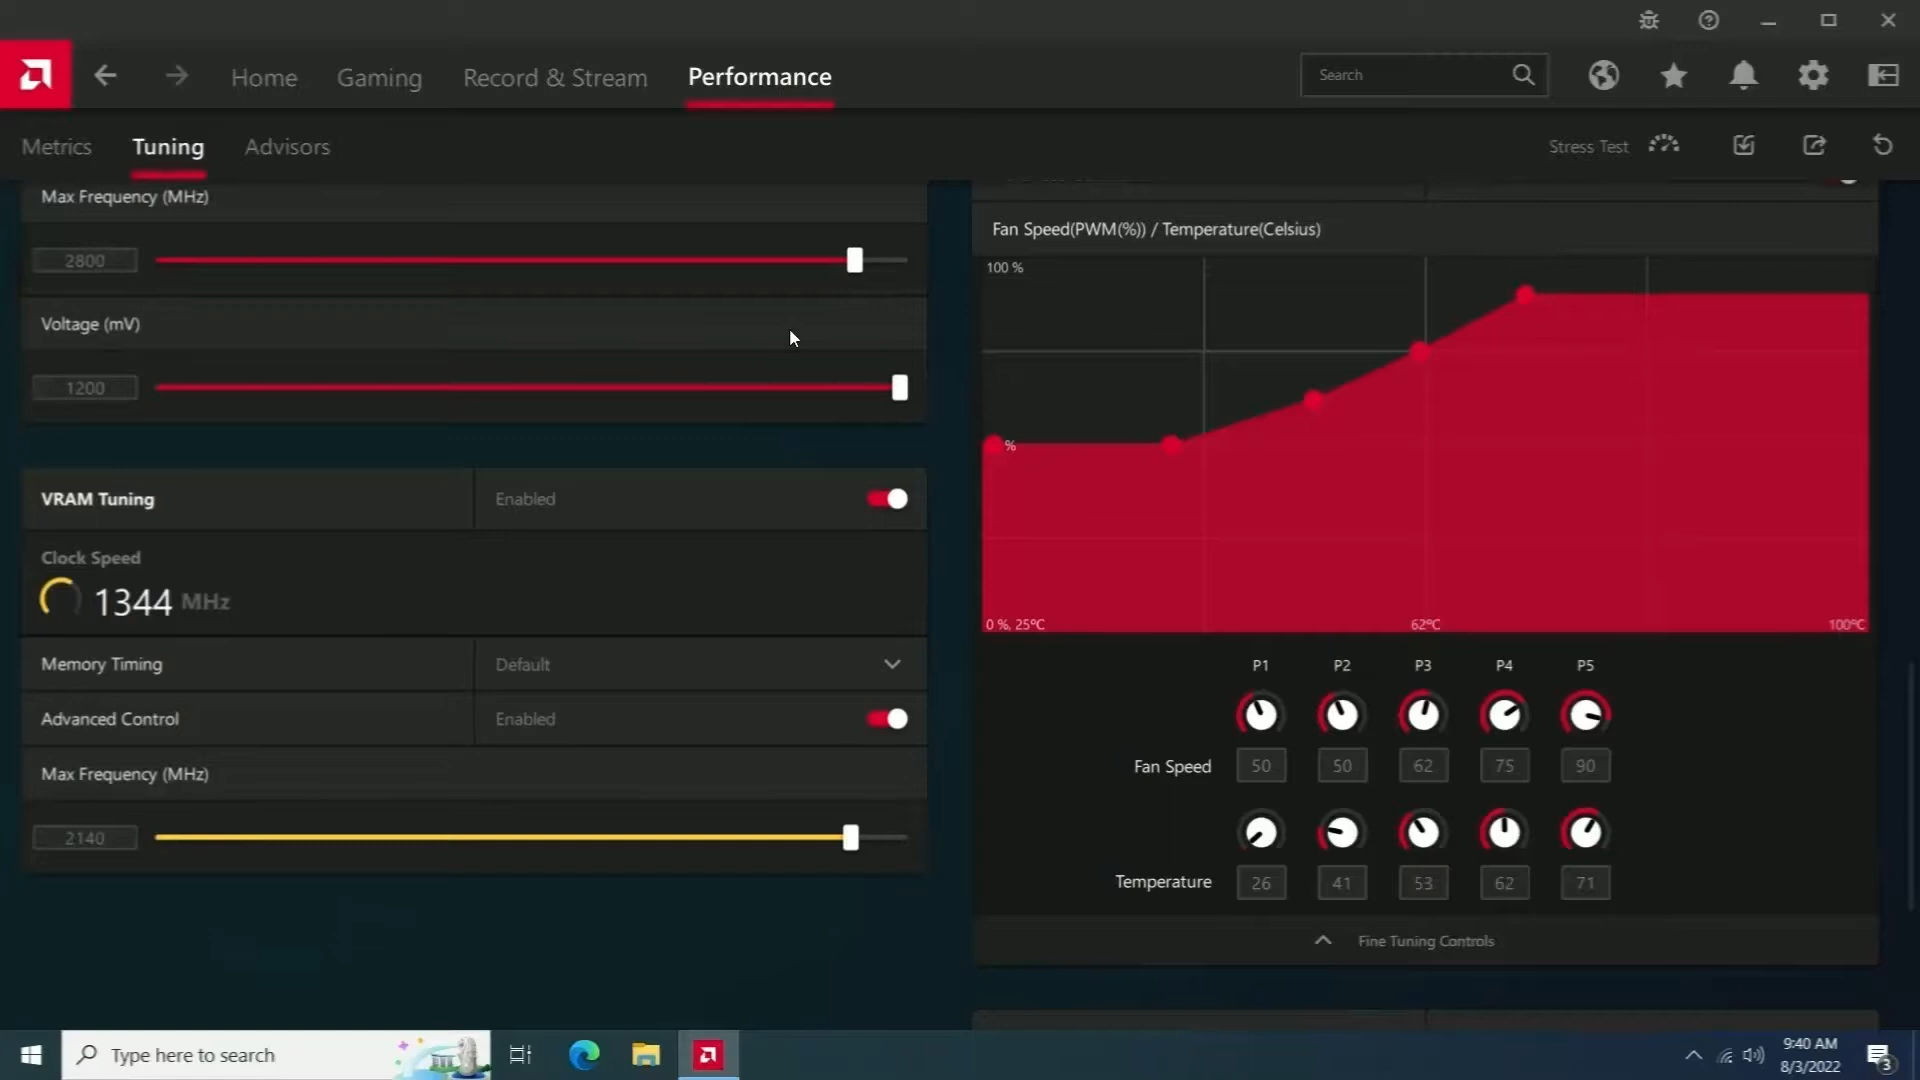 Home
Gaming
Record & Stream
Performance
Search
Metrics
Tuning
Advisors
Stress Test
Max Frequency (MHz)
2800
Voltage (mV)
1200
VRAM Tuning
Enabled
Clock Speed
1344 MHz
Memory Timing
Default
Advanced Control
Enabled
Max Frequency (MHz)
2140
Fan Speed(PWM(%)) / Temperature(Celsius)
100 %
%
0 %, 25ºC
62ºC
100ºC
P1 P2 P3 P4 P5
Fan Speed 50 50 62 75 90
Temperature 26 41 53 62 71
Fine Tuning Controls
Type here to search
9:40 AM
8/3/2022
3